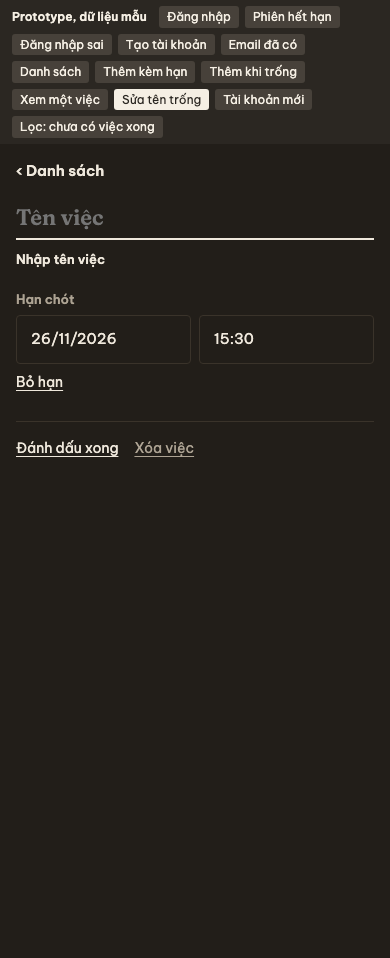 Prototype, dữ liệu mẫu Đăng nhập Phiên hết hạn
Đăng nhập sai Tạo tài khoản Email đã có
Danh sách Thêm kèm hạn Thêm khi trống
Xem một việc Sửa tên trống Tài khoản mới
Lọc: chưa có việc xong
< Danh sách
Tên việc
Nhập tên việc
Hạn chót
26/11/2026 15:30
Bỏ hạn
Đánh dấu xong Xóa việc